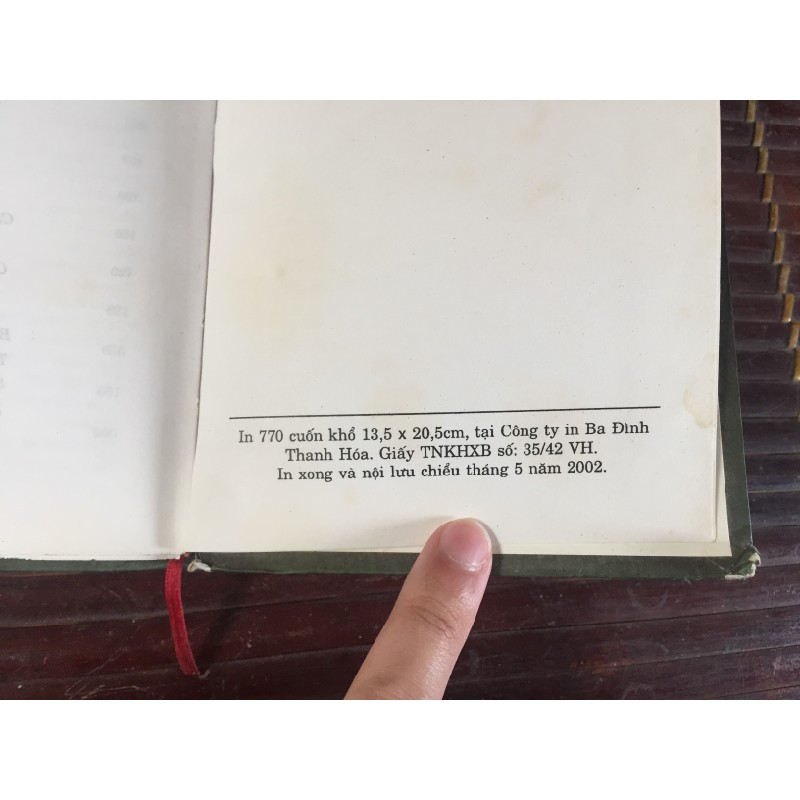 In 770 cuốn khổ 13,5 x 20,5cm, tại Công ty in Ba Đình
Thanh Hóa. Giấy TNKHXB số: 35/42 VH.
In xong và nội lưu chiểu tháng 5 năm 2002.